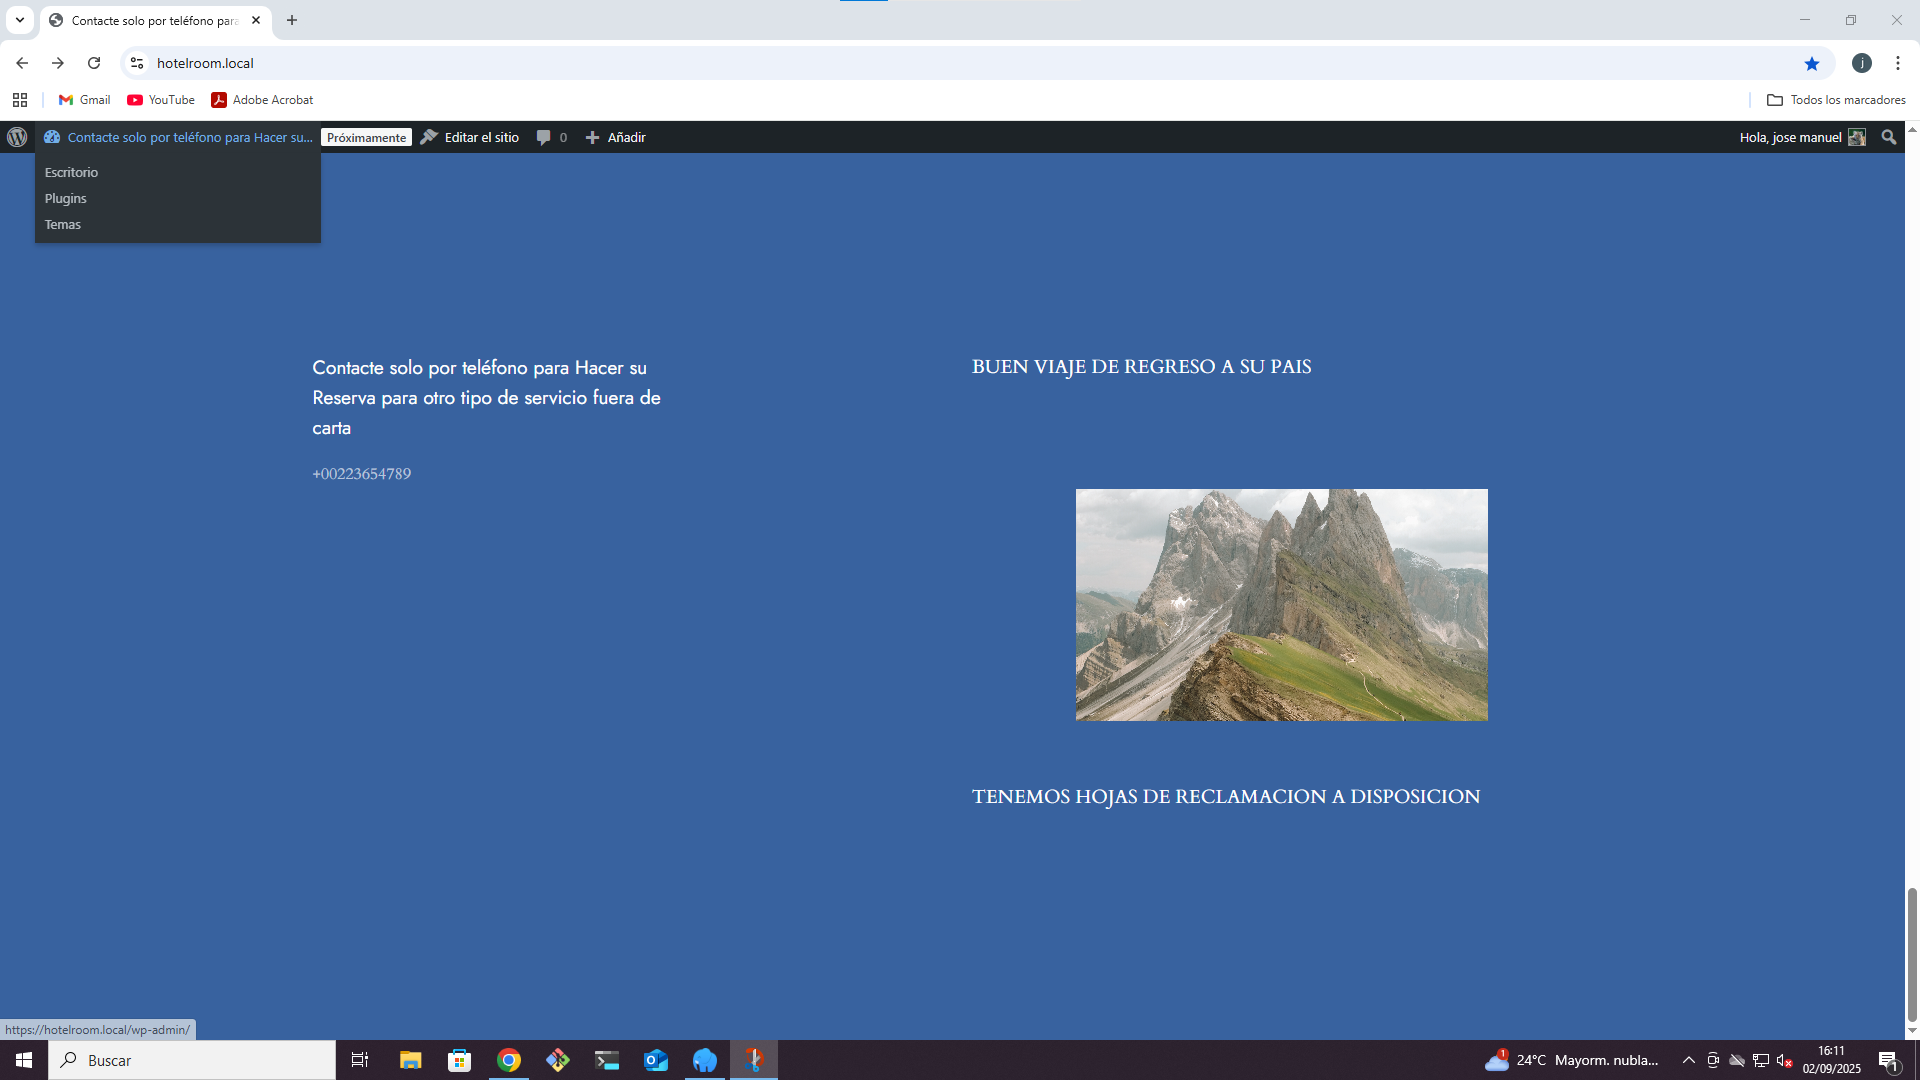 Contacte solo por teléfono para
hotelroom.local
j
Gmail
YouTube
Adobe Acrobat
Todos los marcadores
Contacte solo por teléfono para Hacer su...
Próximamente
Editar el sitio
0
Añadir
Hola, jose manuel
Escritorio
Plugins
Temas
Contacte solo por teléfono para Hacer su
Reserva para otro tipo de servicio fuera de
carta
+00223654789
BUEN VIAJE DE REGRESO A SU PAIS
TENEMOS HOJAS DE RECLAMACION A DISPOSICION
https://hotelroom.local/wp-admin/
Buscar
1
24°C Mayorm. nubla...
16:11
02/09/2025
1